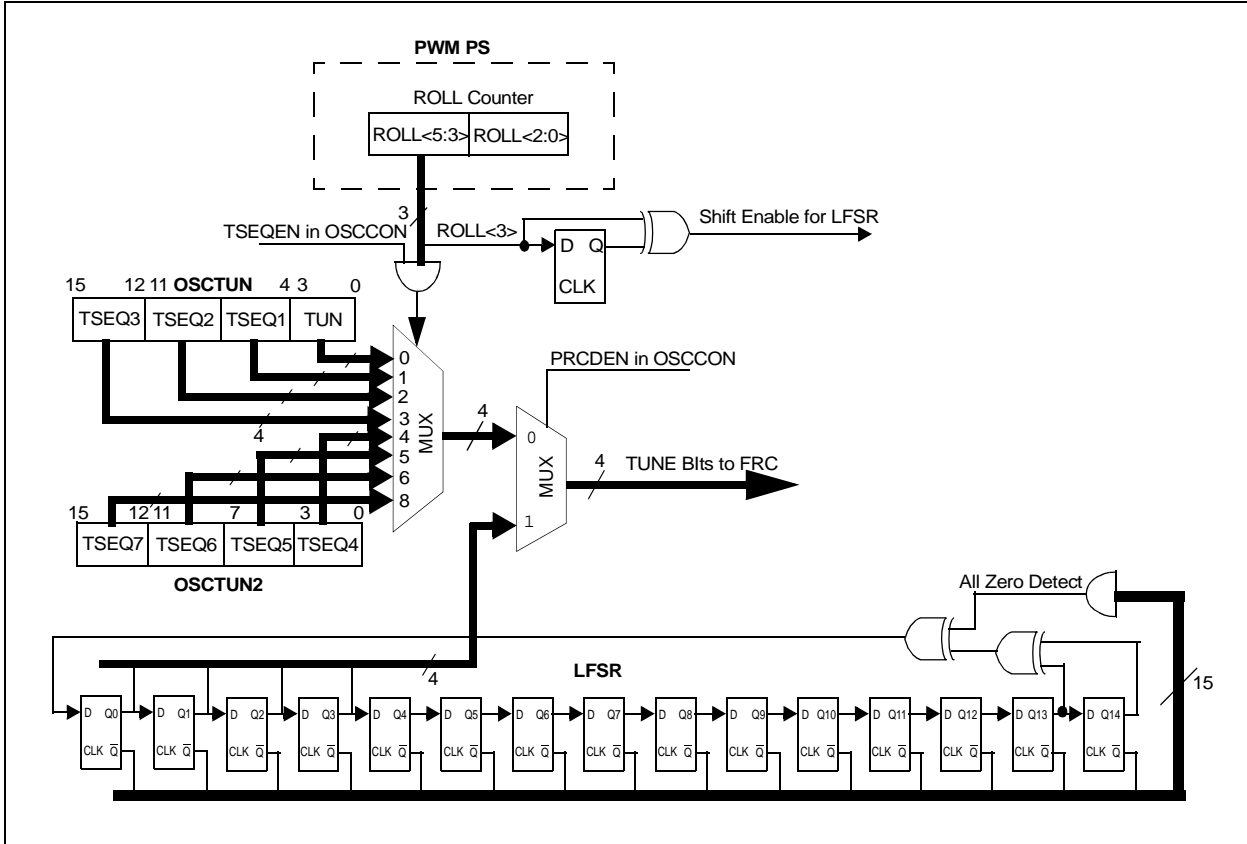 PWM PS
ROLL Counter
ROLL<5:3> ROLL<2:0>
3
TSEQEN in OSCCON
ROLL<3>
Shift Enable for LFSR
D Q
CLK
15 12 11 OSCTUN 4 3 0
TSEQ3 TSEQ2 TSEQ1 TUN
PRCDEN in OSCCON
0
1
2
3
4
5
6
8
MUX
4
4
0
1
MUX
4
TUNE BIts to FRC
15 12 11 7 3 0
TSEQ7 TSEQ6 TSEQ5 TSEQ4
OSCTUN2
All Zero Detect
4
LFSR
15
D Q0 D Q1 D Q2 D Q3 D Q4 D Q5 D Q6 D Q7 D Q8 D Q9 D Q10 D Q11 D Q12 D Q13 D Q14
CLK Q̅ CLK Q̅ CLK Q̅ CLK Q̅ CLK Q̅ CLK Q̅ CLK Q̅ CLK Q̅ CLK Q̅ CLK Q̅ CLK Q̅ CLK Q̅ CLK Q̅ CLK Q̅ CLK Q̅